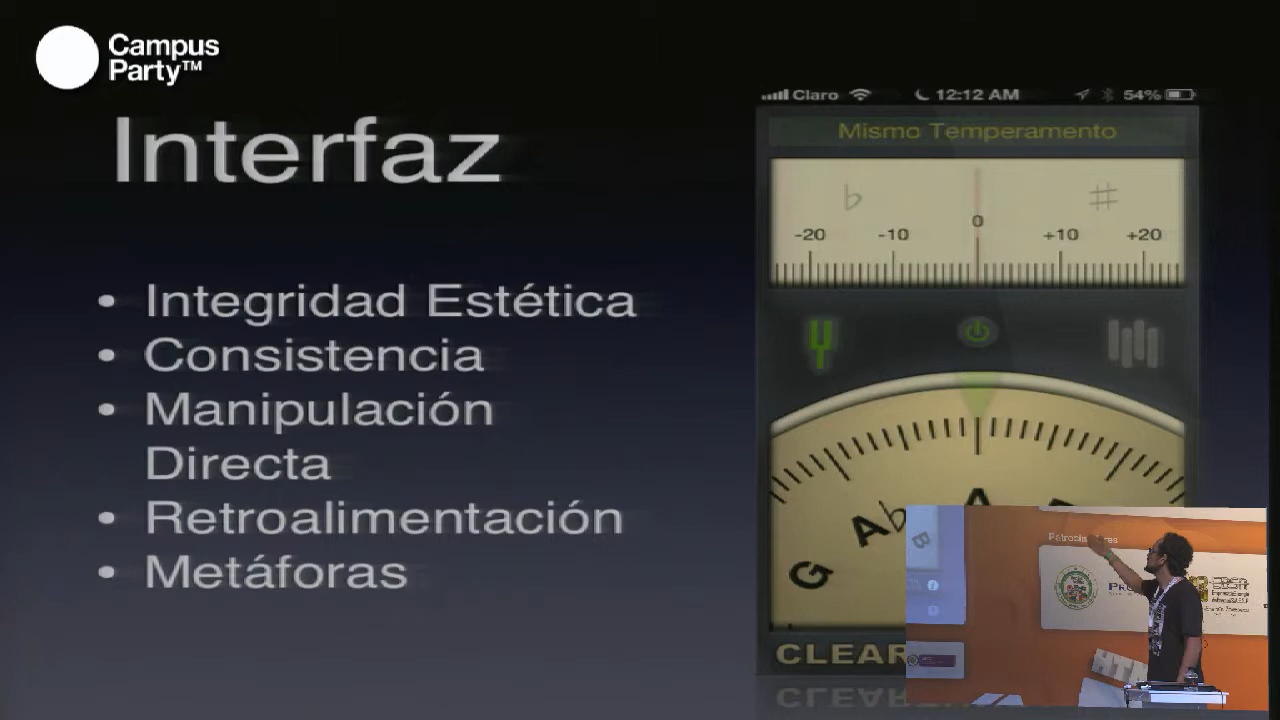 Campus
Party™
Interfaz
• Integridad Estética
• Consistencia
• Manipulación
Directa
• Retroalimentación
• Metáforas
Claro 12:12 AM 54%
Mismo Temperamento
♭ #
-20 -10 0 +10 +20
G A♭ A
CLEAR
CLEAR
B